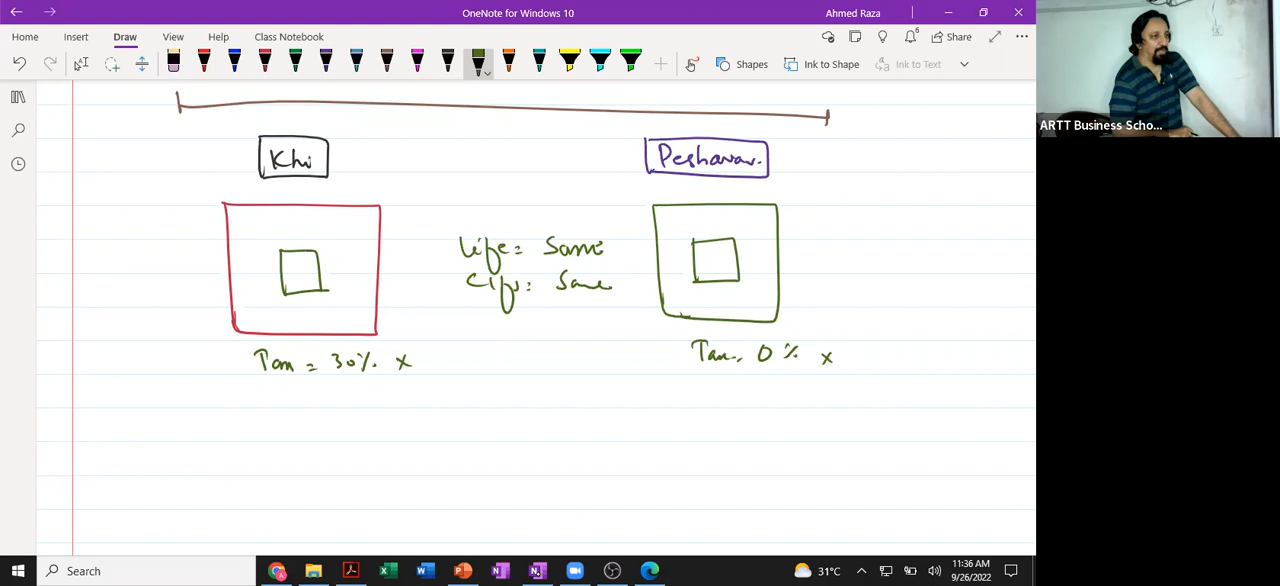 OneNote for Windows 10
Ahmed Raza
Home Insert Draw View Help Class Notebook
Share
Shapes
Ink to Shape
Ink to Text
ARTT Business Scho...
Khi
Peshawar.
Life = Same
Cfs: Same
Tax = 30% x
Tax = 0% x
Search
31°C
11:36 AM
9/26/2022